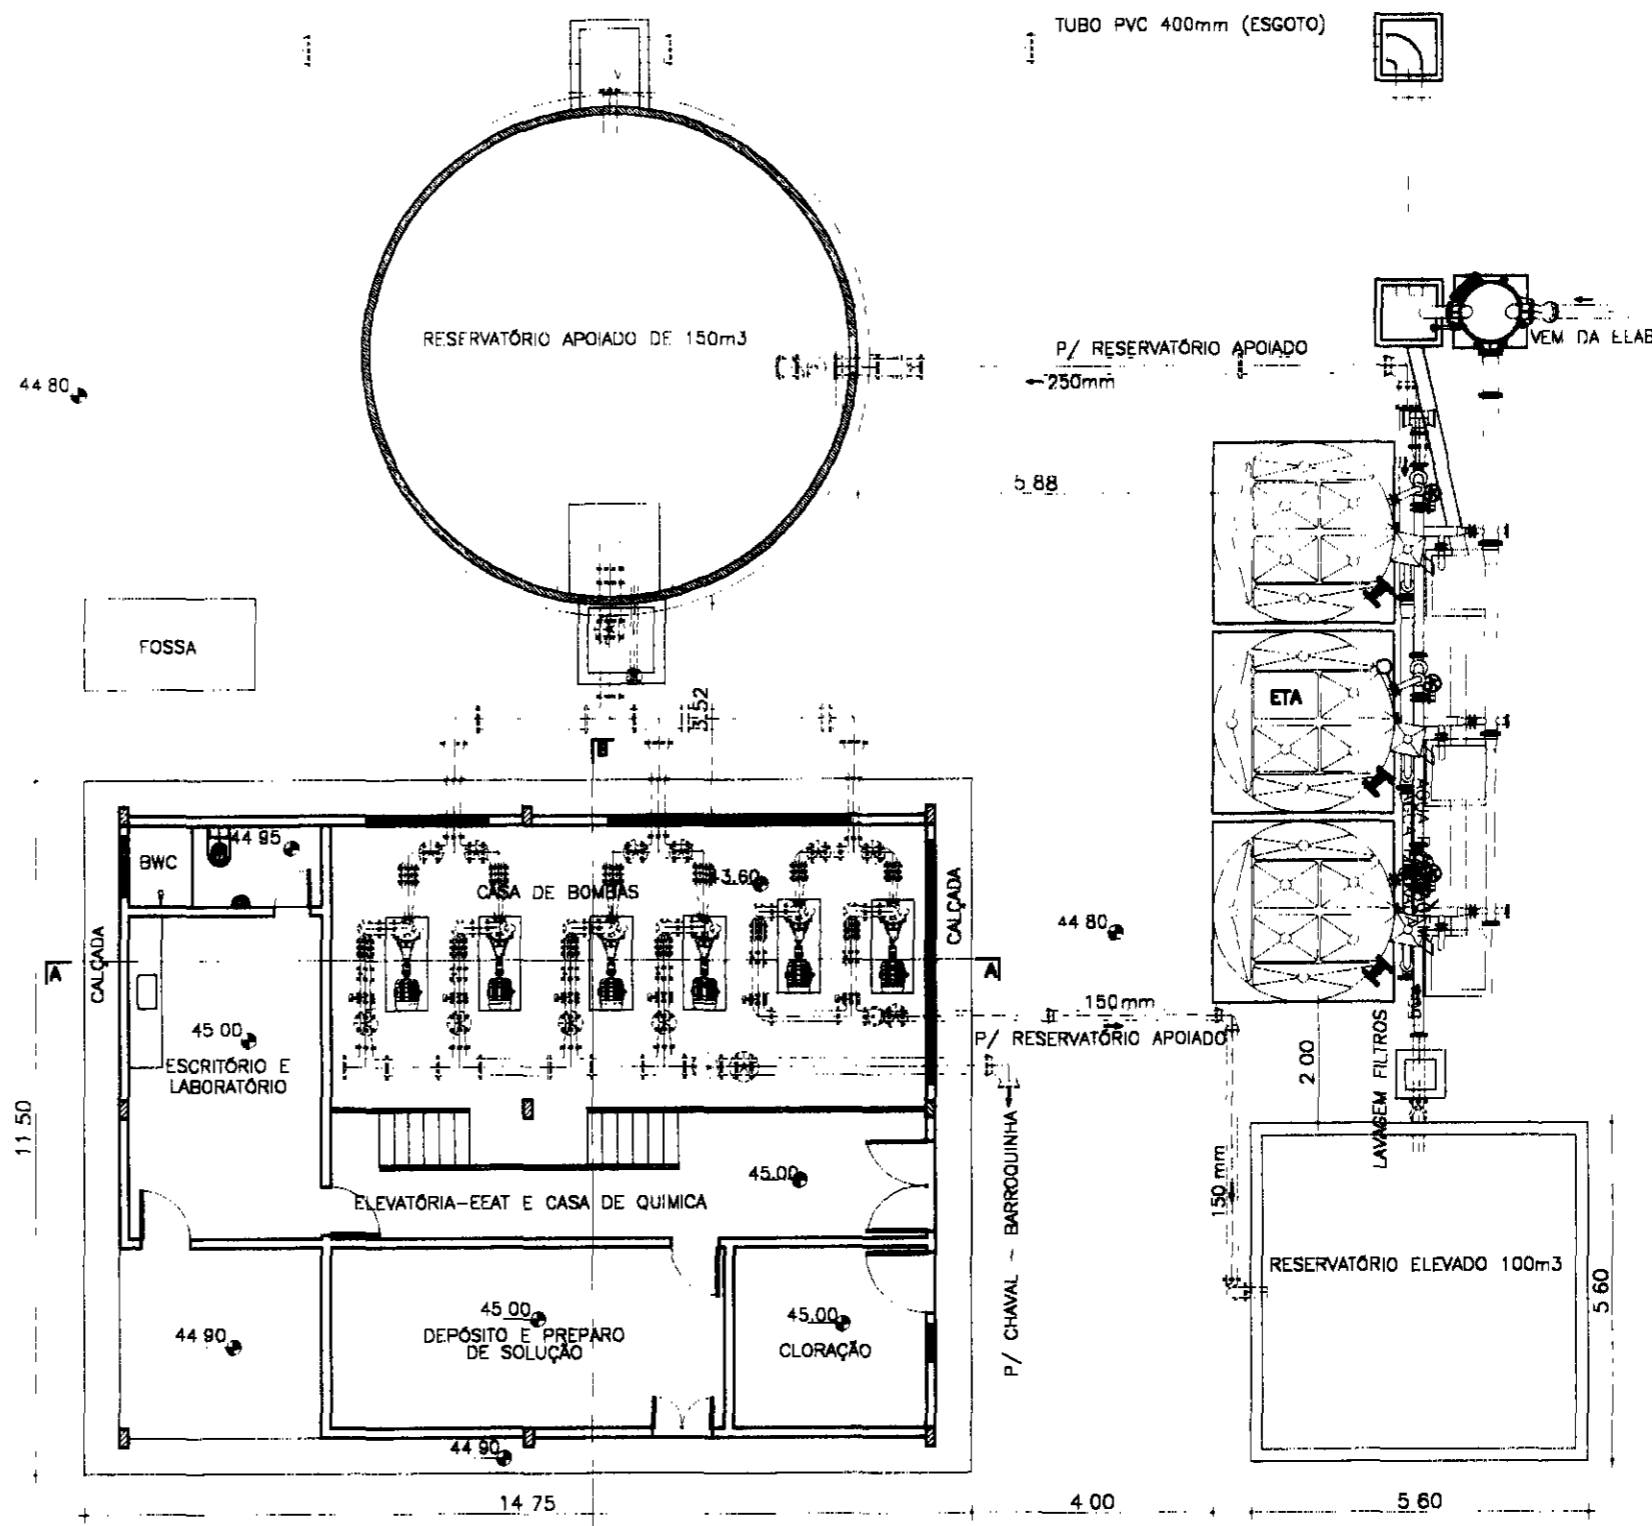 TUBO PVC 400mm (ESGOTO)
RESERVATÓRIO APOIADO DE 150m3
P/ RESERVATÓRIO APOIADO
250mm
VEM DA EEAB
44 80
5 88
FOSSA
3.52
ETA
B
BWC
44 95
CASA DE BOMBAS
43.60
CALÇADA
CALÇADA
44 80
A
A
45 00
ESCRITÓRIO E
LABORATÓRIO
150mm
P/ RESERVATÓRIO APOIADO
2 00
LAVAGEM FILTROS
11 50
45.00
ELEVATÓRIA-EEAT E CASA DE QUIMICA
P/ CHAVAL - BARROQUINHA
150 mm
RESERVATÓRIO ELEVADO 100m3
5 60
44 90
45 00
DEPÓSITO E PREPARO
DE SOLUÇÃO
45.00
CLORAÇÃO
44 90
14 75
4 00
5 60